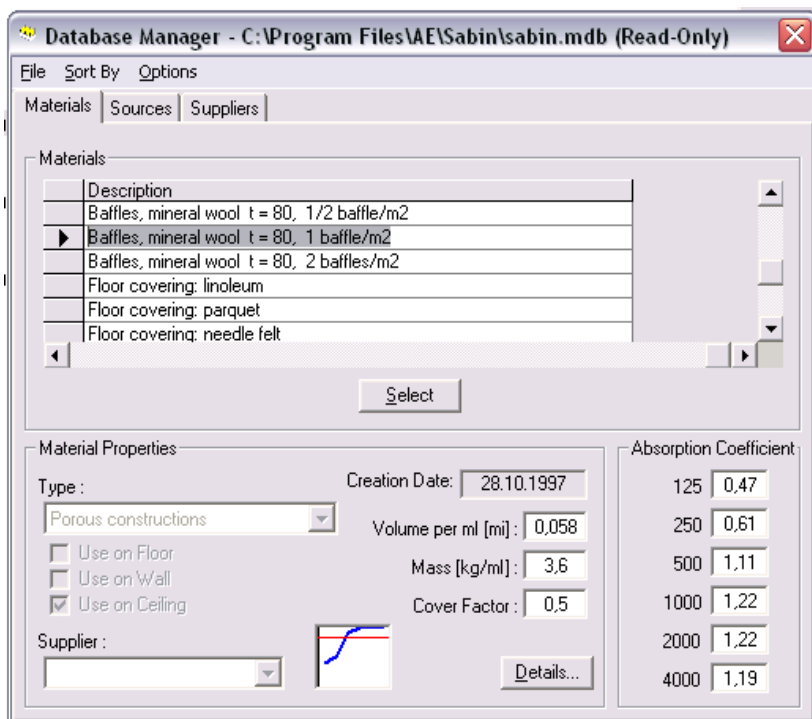 Database Manager - C:\Program Files\AE\Sabin\sabin.mdb (Read-Only)
File Sort By Options
Materials Sources Suppliers
Materials
Description
Baffles, mineral wool t = 80, 1/2 baffle/m2
Baffles, mineral wool t = 80, 1 baffle/m2
Baffles, mineral wool t = 80, 2 baffles/m2
Floor covering: linoleum
Floor covering: parquet
Floor covering: needle felt
Select
Material Properties
Type :
Porous constructions
Use on Floor
Use on Wall
Use on Ceiling
Supplier :
Creation Date: 28.10.1997
Volume per ml [mi] : 0,058
Mass [kg/ml] : 3,6
Cover Factor : 0,5
Details...
Absorption Coefficient
125 0,47
250 0,61
500 1,11
1000 1,22
2000 1,22
4000 1,19